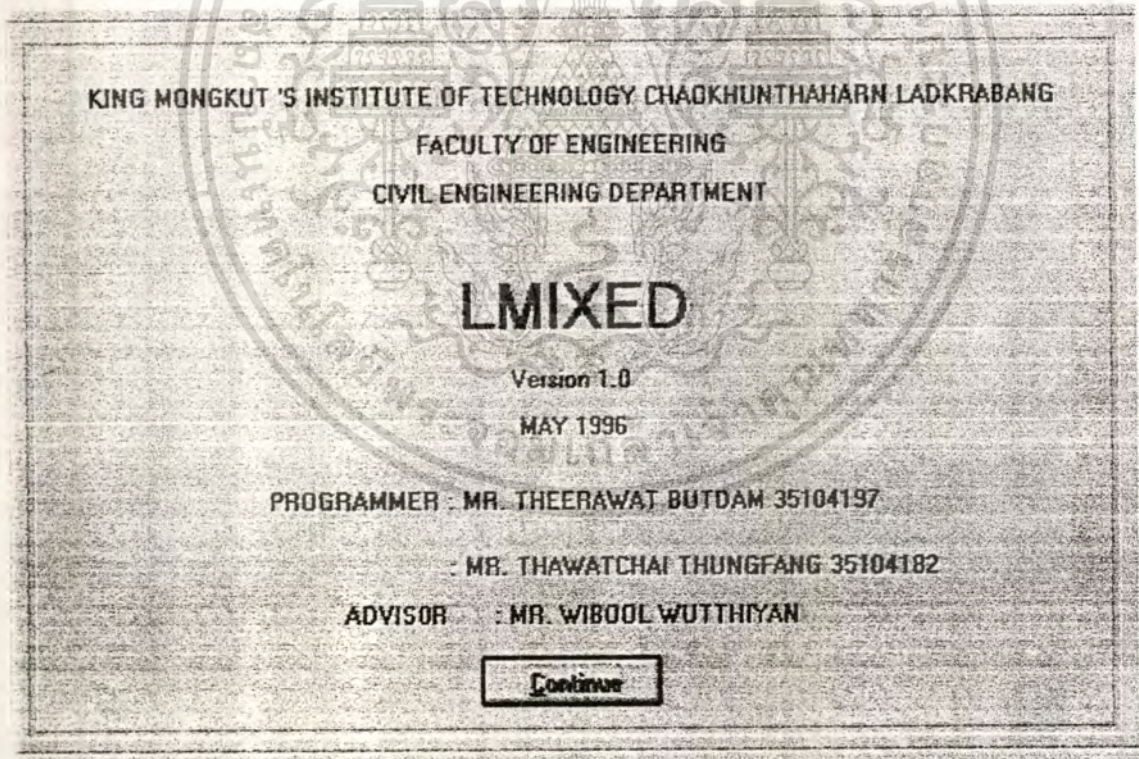 KING MONGKUT 'S INSTITUTE OF TECHNOLOGY CHAOKHUNTHAHARN LADKRABANG
FACULTY OF ENGINEERING
CIVIL ENGINEERING DEPARTMENT
LMIXED
Version 1.0
MAY 1996
PROGRAMMER : MR. THEERAWAT BUTDAM 35104197
: MR. THAWATCHAI THUNGFANG 35104182
ADVISOR : MR. WIBOOL WUTTHIYAN
Continue